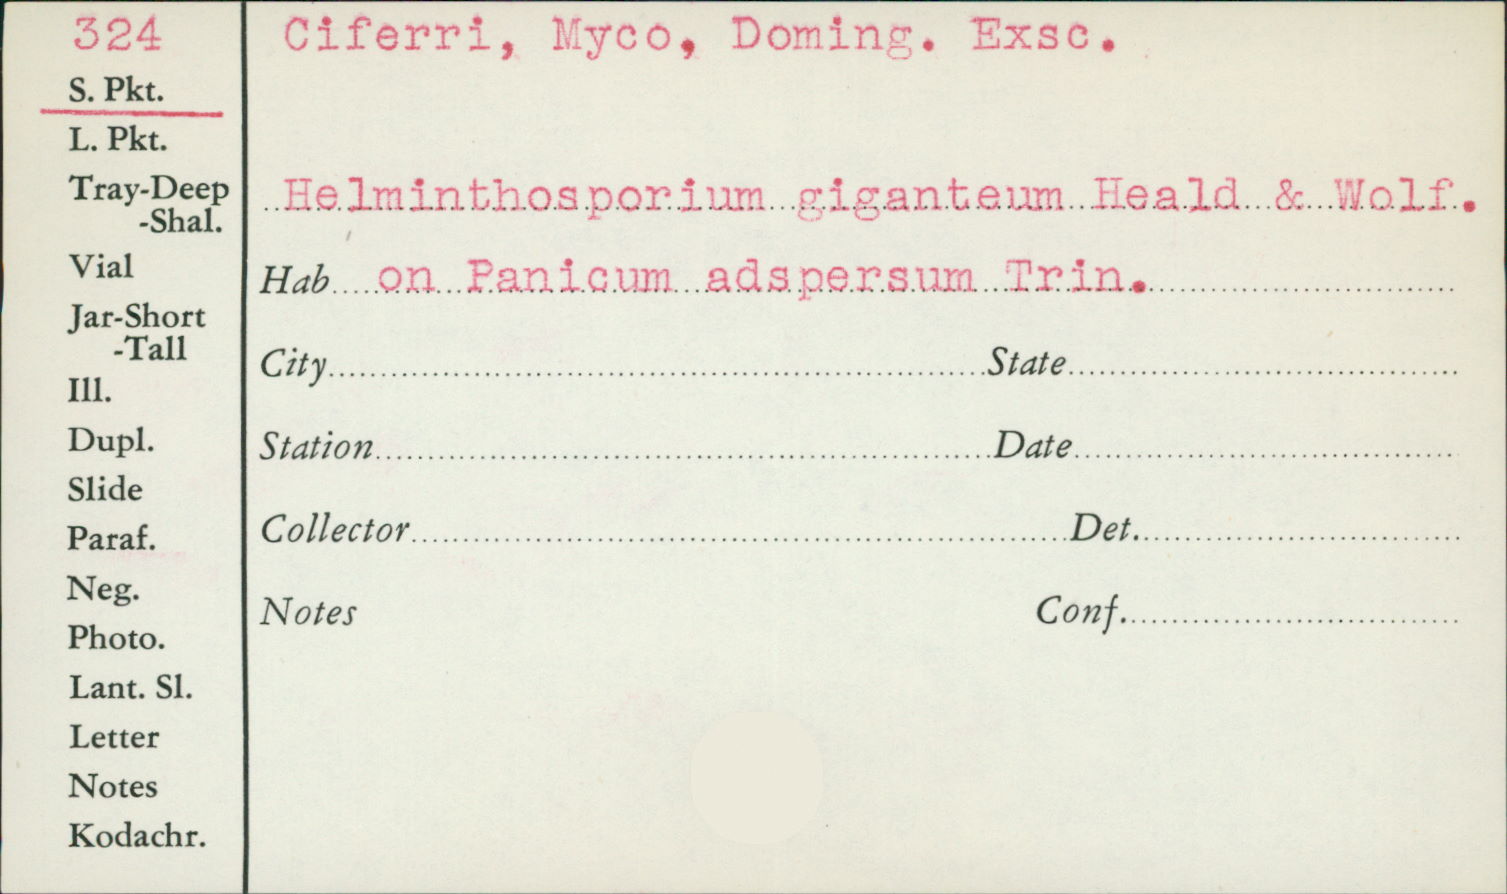 324
Ciferri, Myco, Doming. Exsc.
S. Pkt.
L. Pkt.
Tray-Deep
-Shal.
Vial
Jar-Short
-Tall
Ill.
Dupl.
Slide
Paraf.
Neg.
Photo.
Lant. Sl.
Letter
Notes
Kodachr.
Helminthosporium giganteum Heald & Wolf.
Hab on Panicum adspersum Trin.
City State
Station Date
Collector Det.
Notes Conf.